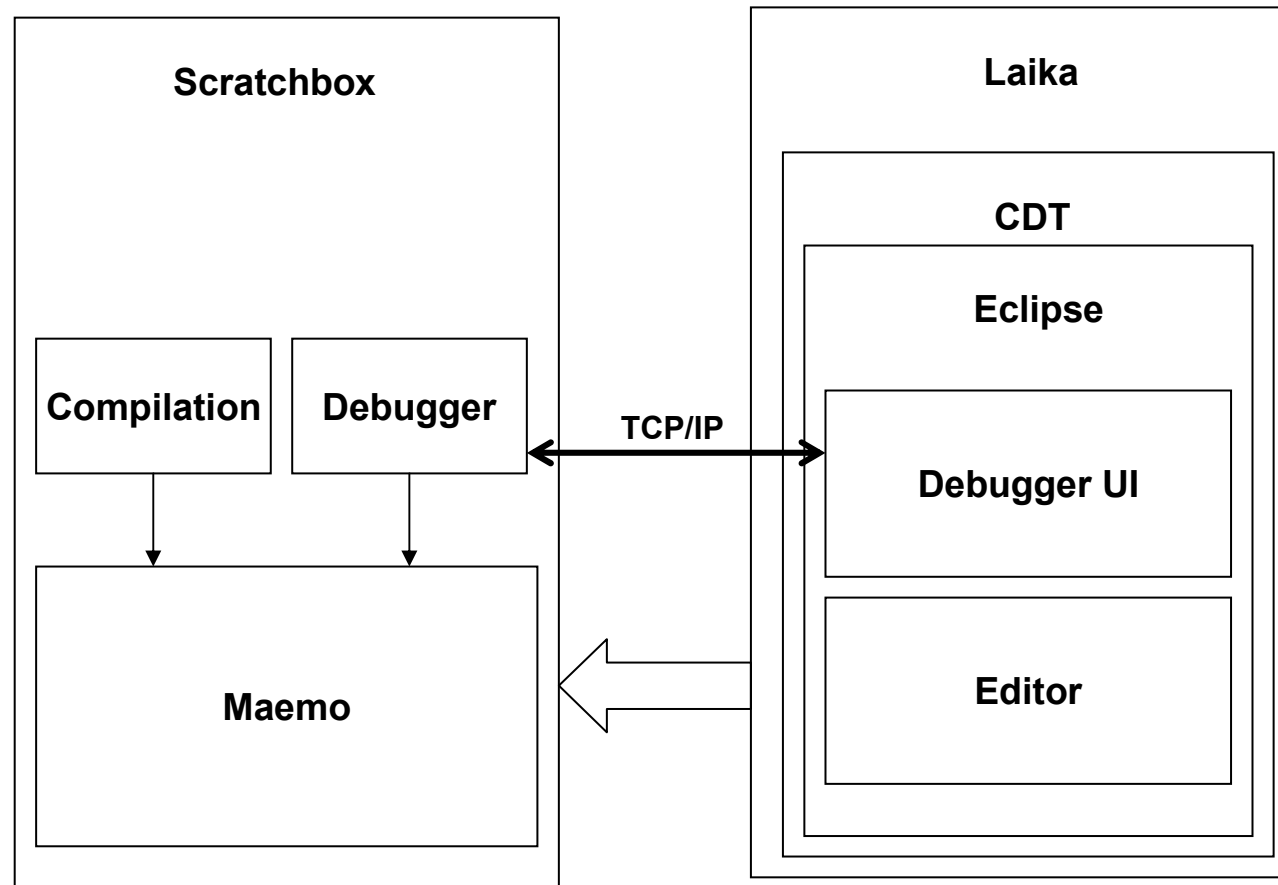 Scratchbox
Laika
CDT
Eclipse
Compilation
Debugger
TCP/IP
Debugger UI
Maemo
Editor